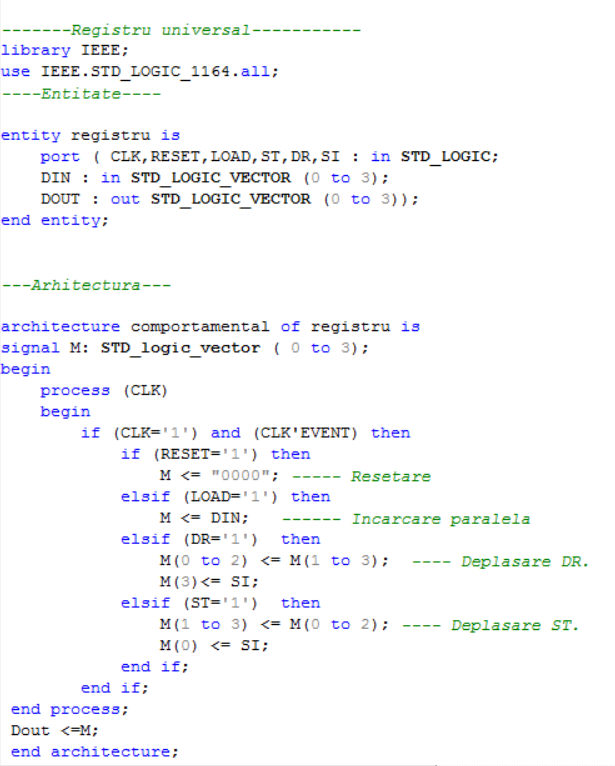 -------Registru universal-----------
library IEEE;
use IEEE.STD_LOGIC_1164.all;
----Entitate----
entity registru is
port ( CLK,RESET,LOAD,ST,DR,SI : in STD_LOGIC;
DIN : in STD_LOGIC_VECTOR (0 to 3);
DOUT : out STD_LOGIC_VECTOR (0 to 3));
end entity;
---Arhitectura---
architecture comportamental of registru is
signal M: STD_logic_vector ( 0 to 3);
begin
process (CLK)
begin
if (CLK='1') and (CLK'EVENT) then
if (RESET='1') then
M <= "0000"; ----- Resetare
elsif (LOAD='1') then
M <= DIN; ------ Incarcare paralela
elsif (DR='1') then
M(0 to 2) <= M(1 to 3); ---- Deplasare DR.
M(3)<= SI;
elsif (ST='1') then
M(1 to 3) <= M(0 to 2); ---- Deplasare ST.
M(0) <= SI;
end if;
end if;
end process;
Dout <=M;
end architecture;